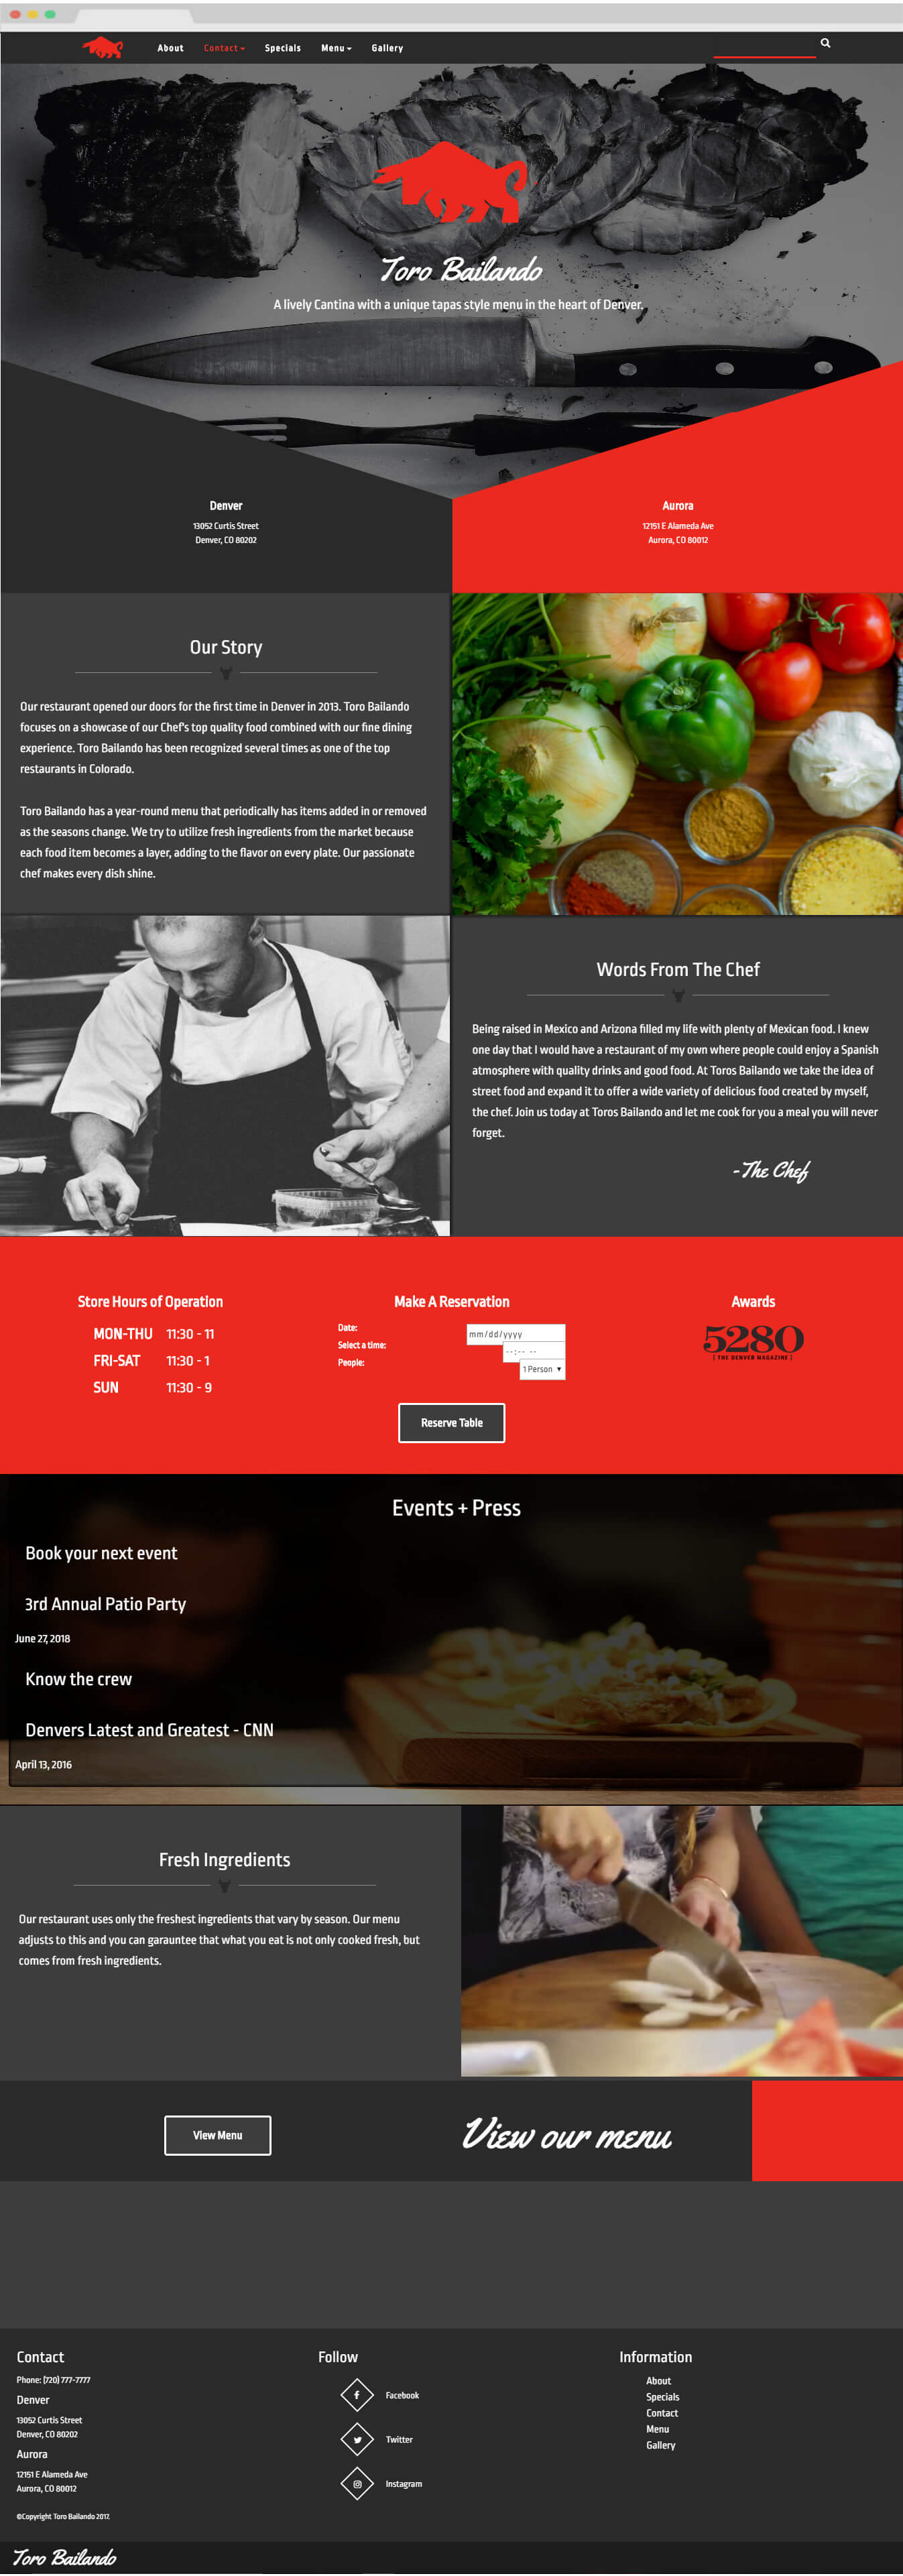 About Contact Specials Menu Gallery
Toro Bailando
A lively Cantina with a unique tapas style menu in the heart of Denver.
Denver
13052 Curtis Street
Denver, CO 80202
Aurora
12151 E Alameda Ave
Aurora, CO 80012
Our Story
Our restaurant opened our doors for the first time in Denver in 2013. Toro Bailando
focuses on a showcase of our Chef's top quality food combined with our fine dining
experience. Toro Bailando has been recognized several times as one of the top
restaurants in Colorado.
Toro Bailando has a year-round menu that periodically has items added in or removed
as the seasons change. We try to utilize fresh ingredients from the market because
each food item becomes a layer, adding to the flavor on every plate. Our passionate
chef makes every dish shine.
Words From The Chef
Being raised in Mexico and Arizona filled my life with plenty of Mexican food. I knew
one day that I would have a restaurant of my own where people could enjoy a Spanish
atmosphere with quality drinks and good food. At Toros Bailando we take the idea of
street food and expand it to offer a wide variety of delicious food created by myself,
the chef. Join us today at Toros Bailando and let me cook for you a meal you will never
forget.
-The Chef
Store Hours of Operation
MON-THU 11:30 - 11
FRI-SAT 11:30 - 1
SUN 11:30 - 9
Make A Reservation
Date: mm/dd/yyyy
Select a time: --:-- --
People: 1 Person
Reserve Table
Awards
5280
[ THE DENVER MAGAZINE ]
Events + Press
Book your next event
3rd Annual Patio Party
June 27, 2018
Know the crew
Denvers Latest and Greatest - CNN
April 13, 2016
Fresh Ingredients
Our restaurant uses only the freshest ingredients that vary by season. Our menu
adjusts to this and you can garauntee that what you eat is not only cooked fresh, but
comes from fresh ingredients.
View Menu
View our menu
Contact
Phone: (720) 777-7777
Denver
13052 Curtis Street
Denver, CO 80202
Aurora
12151 E Alameda Ave
Aurora, CO 80012
©Copyright Toro Bailando 2017.
Follow
Facebook
Twitter
Instagram
Information
About
Specials
Contact
Menu
Gallery
Toro Bailando